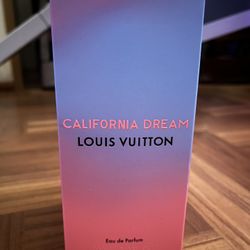 CALIFORNIA DREAM
LOUIS VUITTON
Eau de Parfum